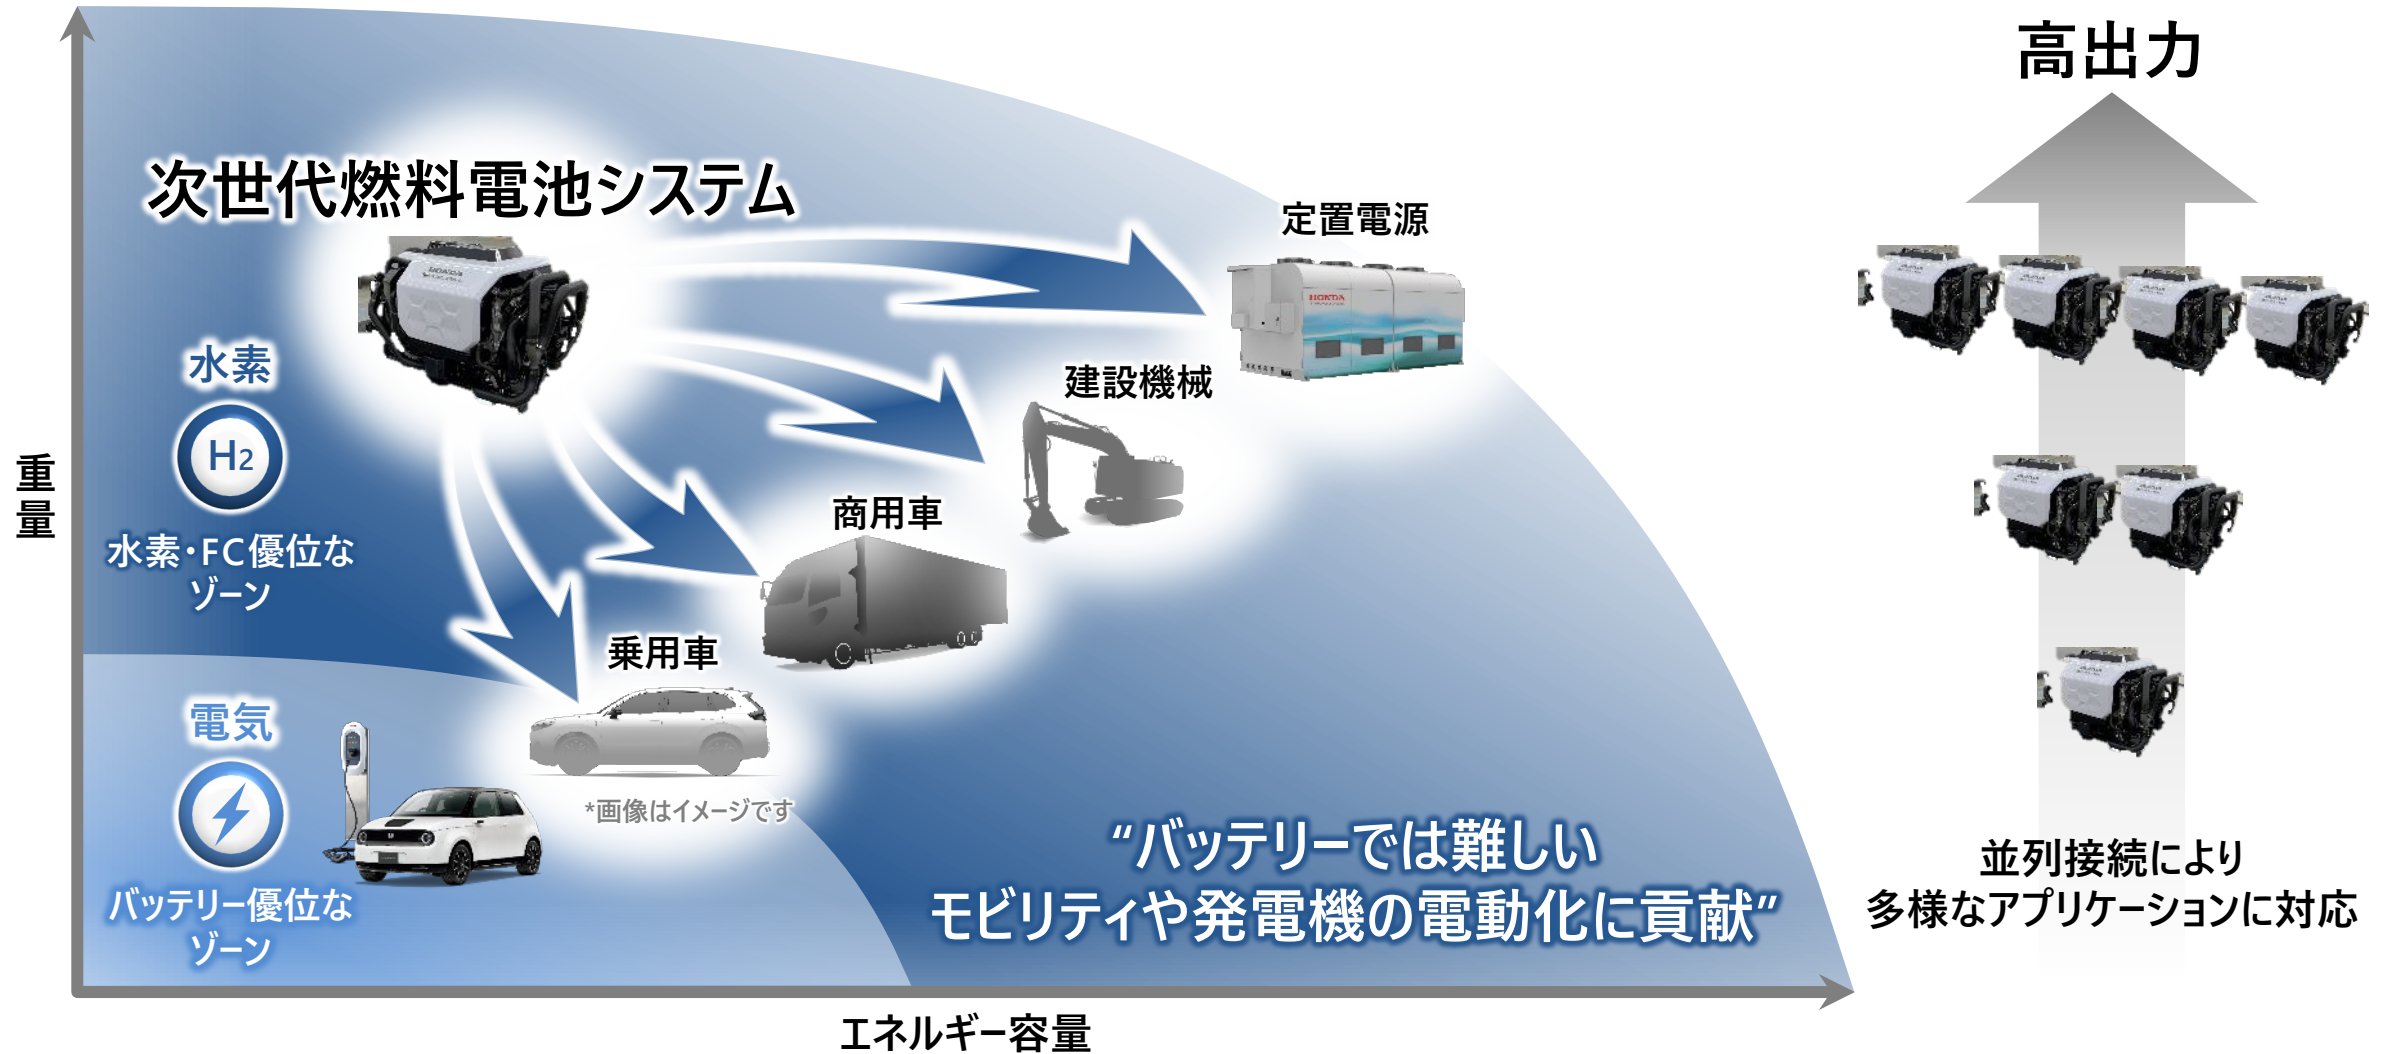 高出力
次世代燃料電池システム
定置電源
HONDA
HONDA
建設機械
水素
H2
水素・FC優位な
ゾーン
重量
商用車
乗用車
電気
バッテリー優位な
ゾーン
*画像はイメージです
“バッテリーでは難しい
モビリティや発電機の電動化に貢献”
並列接続により
多様なアプリケーションに対応
エネルギー容量